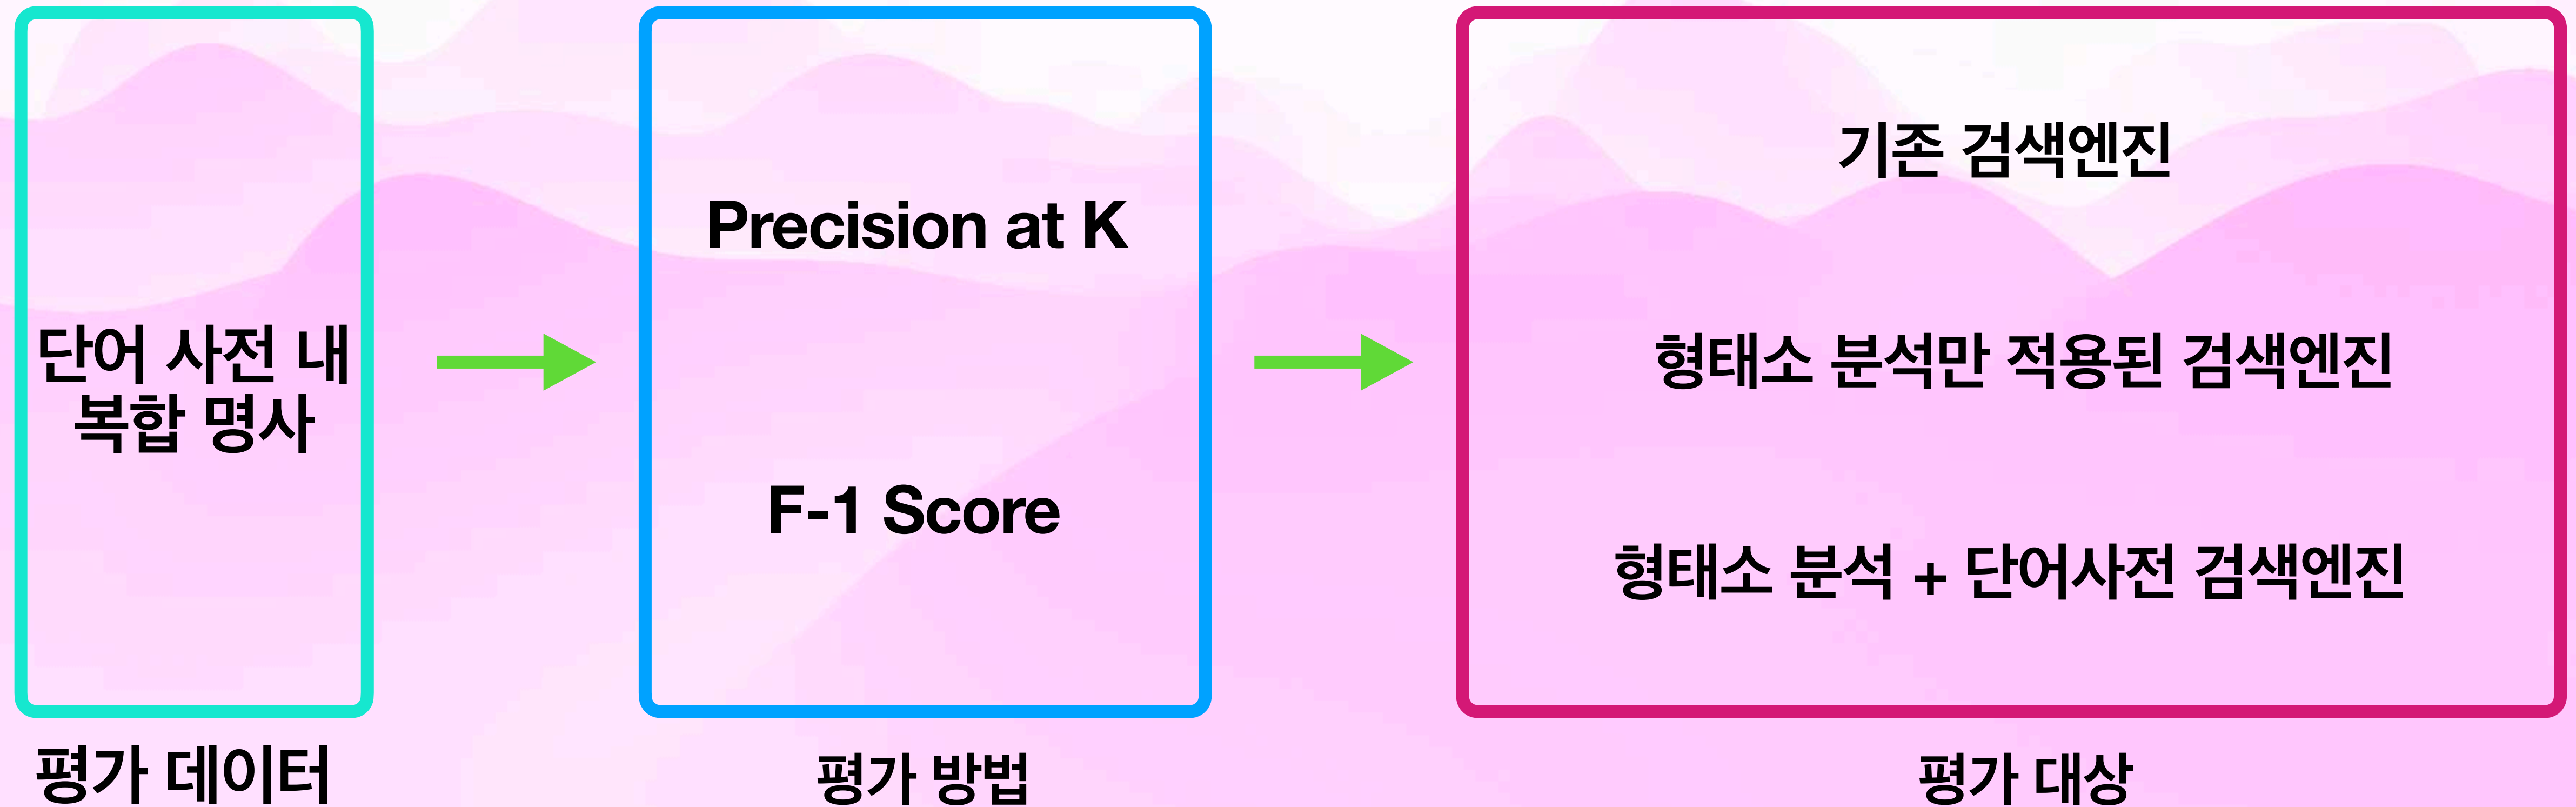 단어 사전 내
복합 명사
평가 데이터
Precision at K
F-1 Score
평가 방법
기존 검색엔진
형태소 분석만 적용된 검색엔진
형태소 분석 + 단어사전 검색엔진
평가 대상